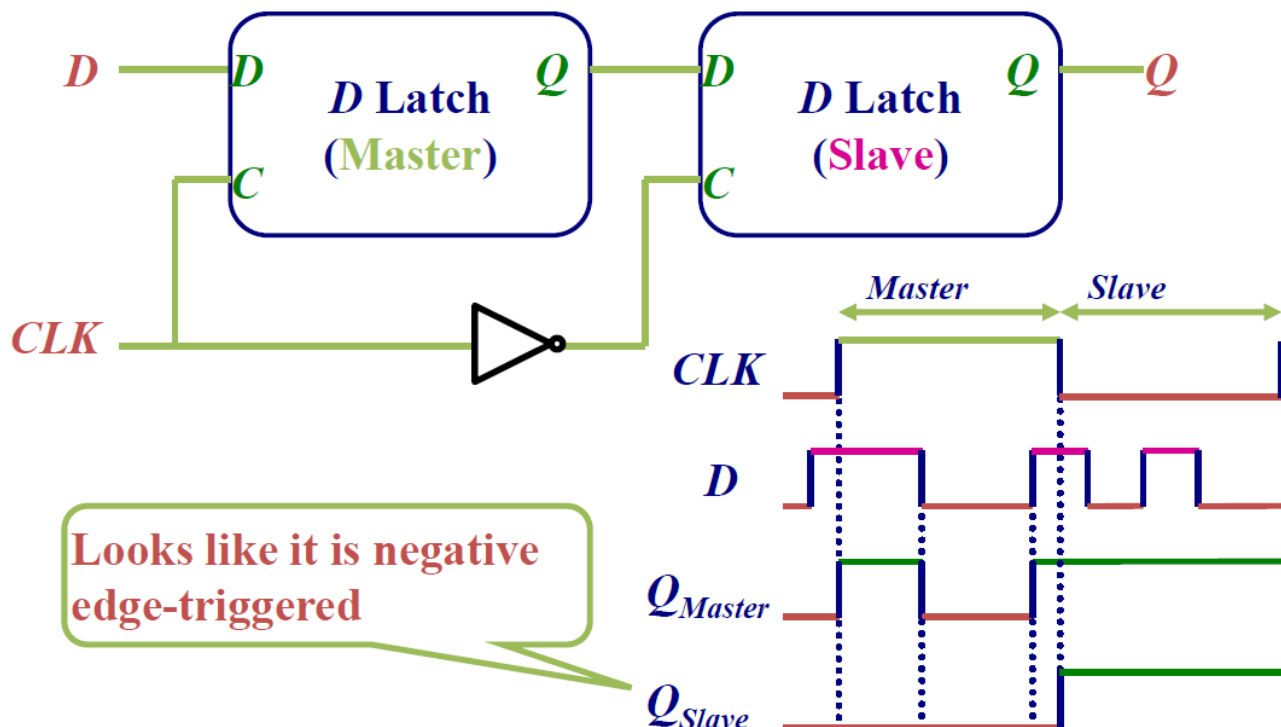 D
D
Q
D
Q
Q
D Latch
(Master)
D Latch
(Slave)
C
C
CLK
Master
Slave
CLK
D
Looks like it is negative
edge-triggered
QMaster
QSlave